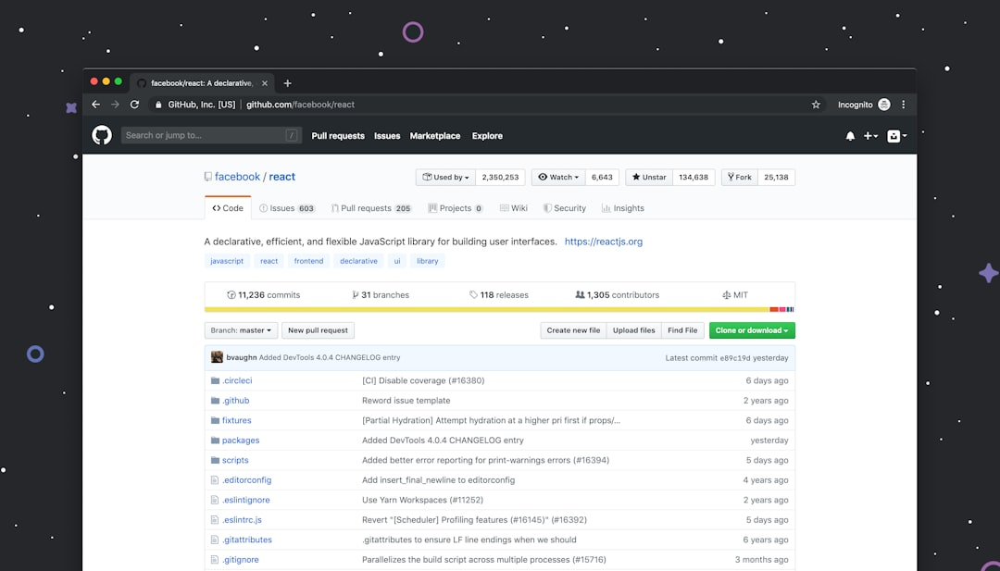 facebook/react: A declarative,
GitHub, Inc. [US] github.com/facebook/react Incognito
Search or jump to... / Pull requests Issues Marketplace Explore
facebook / react Used by 2,350,253 Watch 6,643 Unstar 134,638 Fork 25,138
Code Issues 603 Pull requests 205 Projects 0 Wiki Security Insights
A declarative, efficient, and flexible JavaScript library for building user interfaces. https://reactjs.org
javascript react frontend declarative ui library
11,236 commits 31 branches 118 releases 1,305 contributors MIT
Branch: master New pull request Create new file Upload files Find File Clone or download
bvaughn Added DevTools 4.0.4 CHANGELOG entry Latest commit e89c19d yesterday
.circleci [CI] Disable coverage (#16380) 6 days ago
.github Reword issue template 2 years ago
fixtures [Partial Hydration] Attempt hydration at a higher pri first if props/... 6 days ago
packages Added DevTools 4.0.4 CHANGELOG entry yesterday
scripts Added better error reporting for print-warnings errors (#16394) 5 days ago
.editorconfig Add insert_final_newline to editorconfig 4 years ago
.eslintignore Use Yarn Workspaces (#11252) 2 years ago
.eslintrc.js Revert "[Scheduler] Profiling features (#16145)" (#16392) 5 days ago
.gitattributes .gitattributes to ensure LF line endings when we should 6 years ago
.gitignore Parallelizes the build script across multiple processes (#15716) 3 months ago